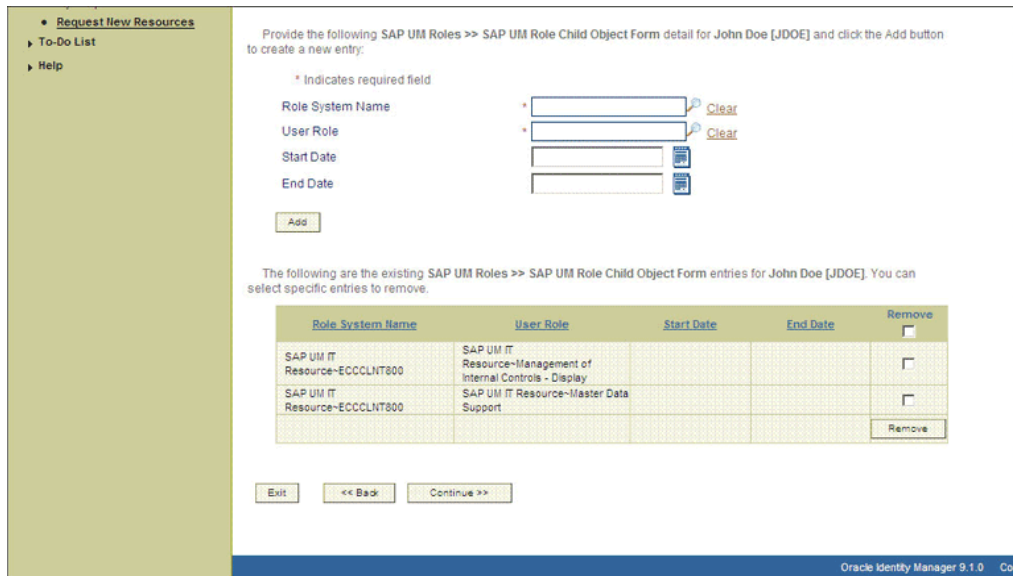 Request New Resources
To-Do List
Help
Provide the following SAP UM Roles >> SAP UM Role Child Object Form detail for John Doe [JDOE] and click the Add button
to create a new entry:
* Indicates required field
Role System Name * Clear
User Role * Clear
Start Date
End Date
Add
The following are the existing SAP UM Roles >> SAP UM Role Child Object Form entries for John Doe [JDOE]. You can
select specific entries to remove.
Role System Name User Role Start Date End Date Remove
SAP UM IT
Resource~ECCCLNT800
SAP UM IT
Resource~Management of
Internal Controls - Display
SAP UM IT
Resource~ECCCLNT800
SAP UM IT Resource~Master Data
Support
Remove
Exit << Back Continue >>
Oracle Identity Manager 9.1.0 Co